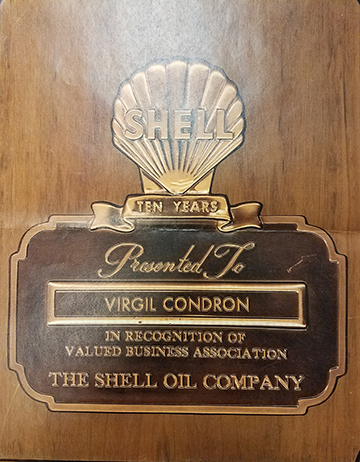 SHELL
TEN YEARS
Presented To
VIRGIL CONDRON
IN RECOGNITION OF
VALUED BUSINESS ASSOCIATION
THE SHELL OIL COMPANY